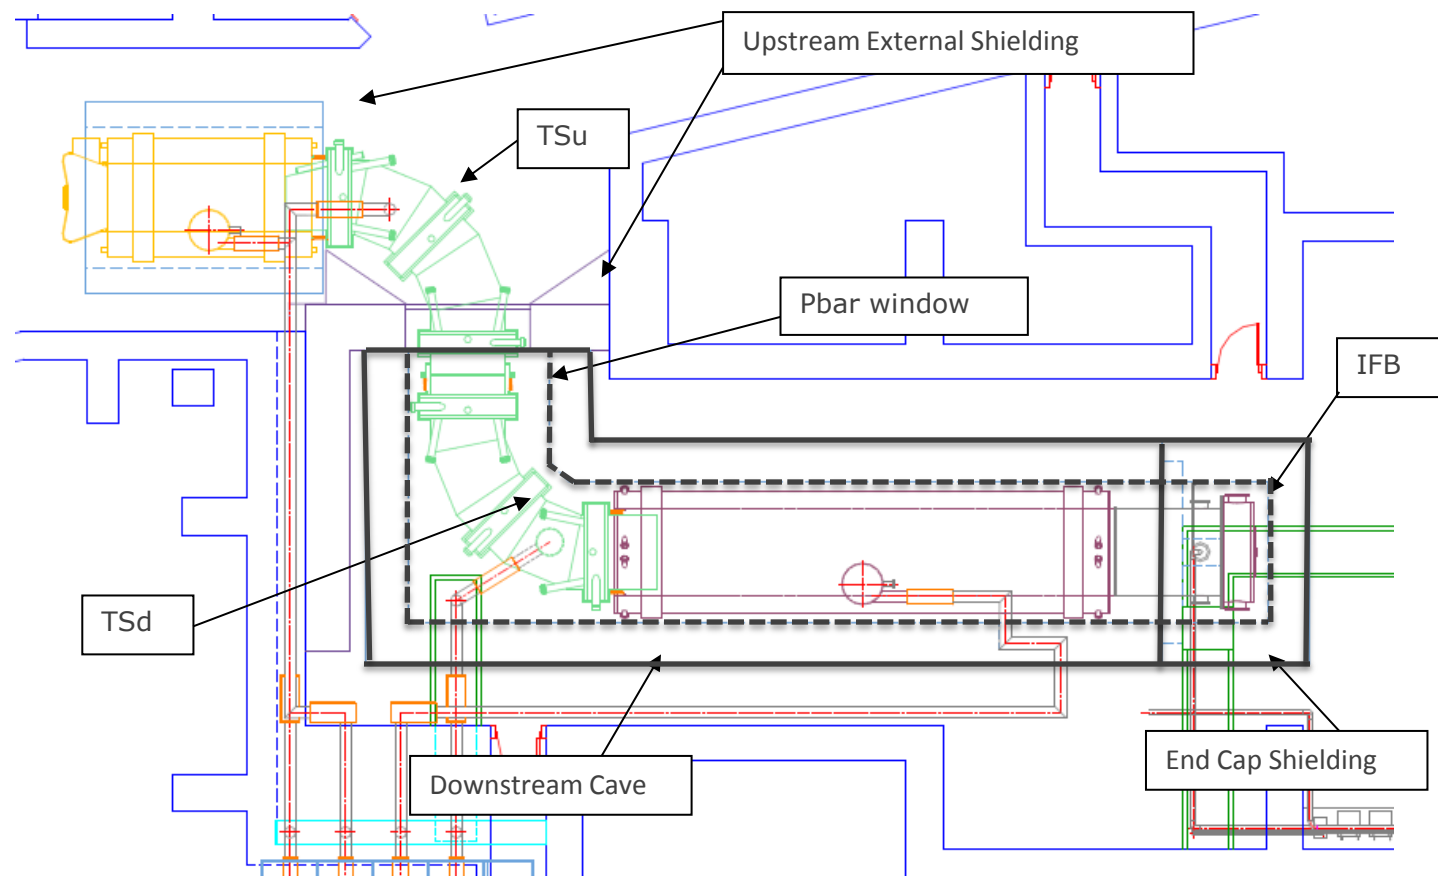 Upstream External Shielding
TSu
Pbar window
IFB
TSd
End Cap Shielding
Downstream Cave